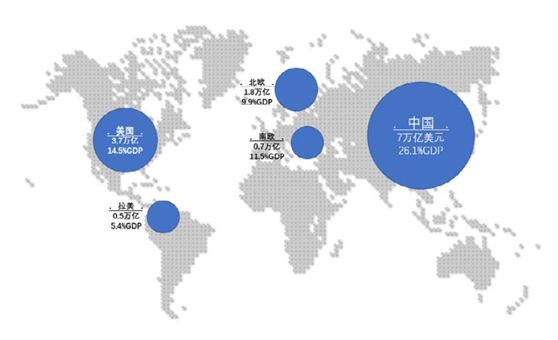 北欧
1.8万亿
9.9%GDP
美国
3.7万亿
14.5%GDP
南欧
0.7万亿
11.5%GDP
中国
7万亿美元
26.1%GDP
拉美
0.5万亿
5.4%GDP